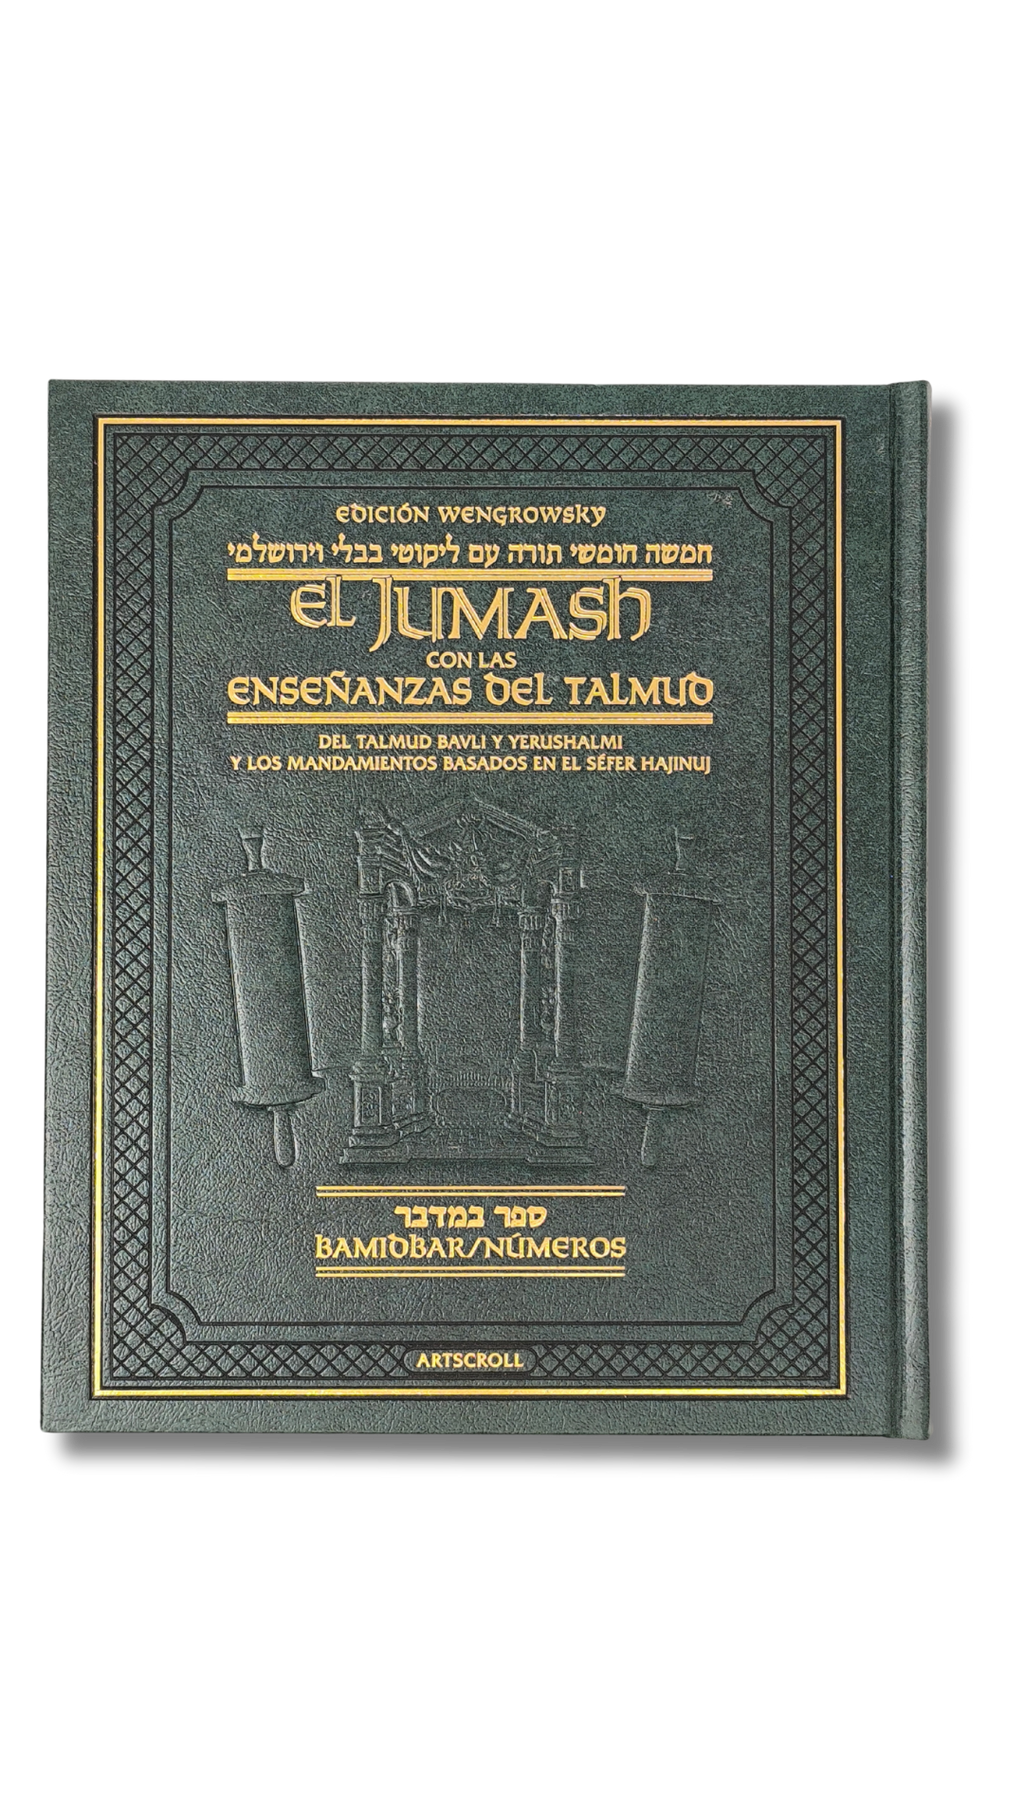 EDICIÓN WENGROWSKY
חמשה חומשי תורה עם ליקוטי בבלי וירושלמי
EL JUMASH
CON LAS
ENSEÑANZAS DEL TALMUD
DEL TALMUD BAVLI Y YERUSHALMI
Y LOS MANDAMIENTOS BASADOS EN EL SÉFER HAJINUJ
ספר במדבר
BAMIDBAR/NÚMEROS
ARTSCROLL